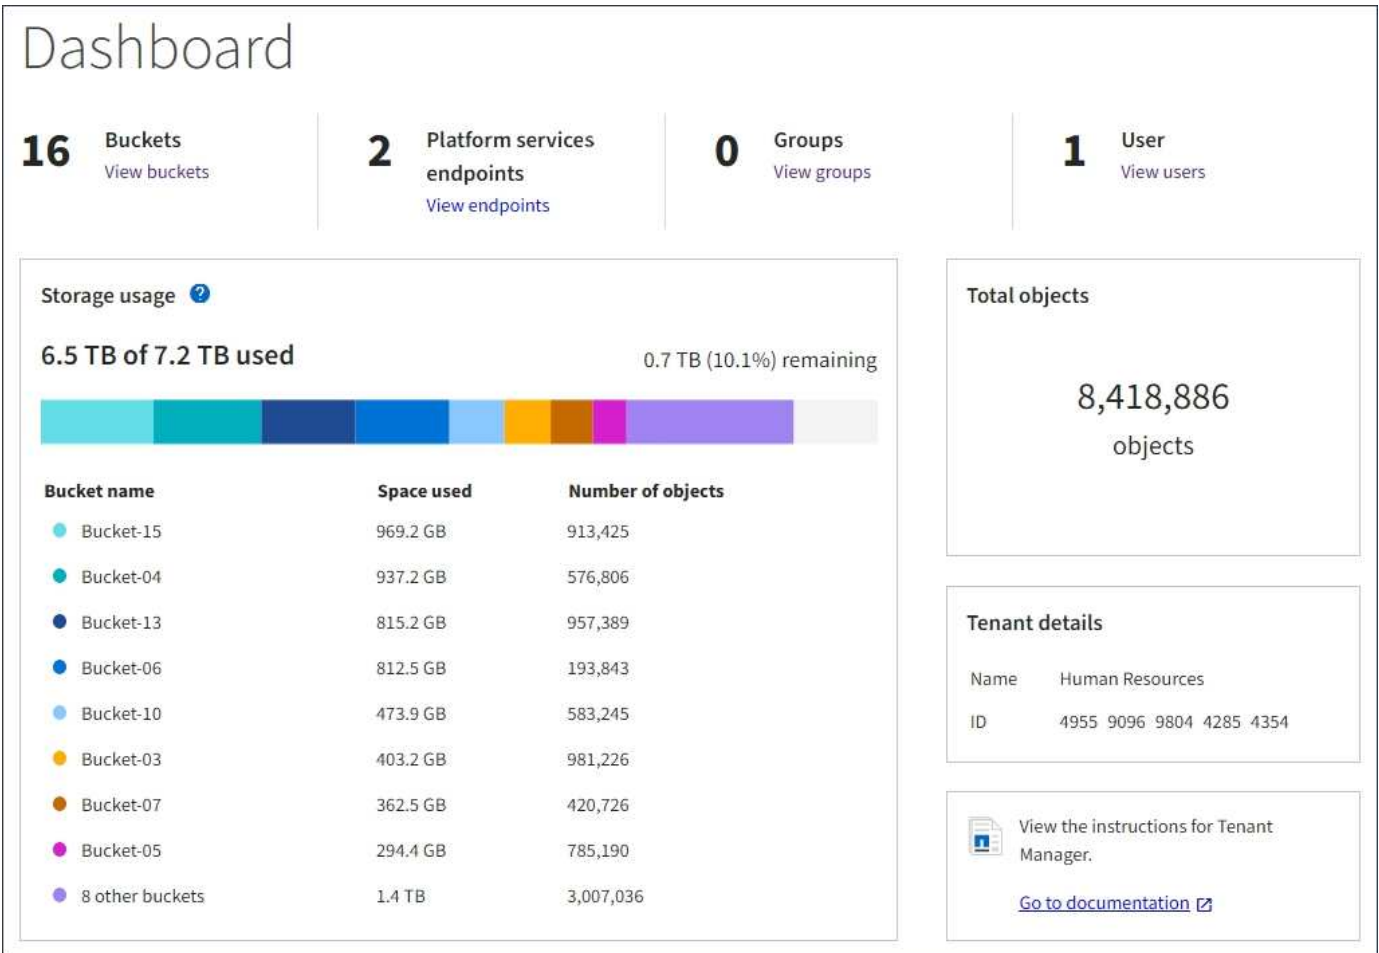 Dashboard
16 Buckets
View buckets
2 Platform services
endpoints
View endpoints
0 Groups
View groups
1 User
View users
Storage usage ?
6.5 TB of 7.2 TB used
0.7 TB (10.1%) remaining
Bucket name Space used Number of objects
Bucket-15 969.2 GB 913,425
Bucket-04 937.2 GB 576,806
Bucket-13 815.2 GB 957,389
Bucket-06 812.5 GB 193,843
Bucket-10 473.9 GB 583,245
Bucket-03 403.2 GB 981,226
Bucket-07 362.5 GB 420,726
Bucket-05 294.4 GB 785,190
8 other buckets 1.4 TB 3,007,036
Total objects
8,418,886
objects
Tenant details
Name Human Resources
ID 4955 9096 9804 4285 4354
View the instructions for Tenant
Manager.
Go to documentation